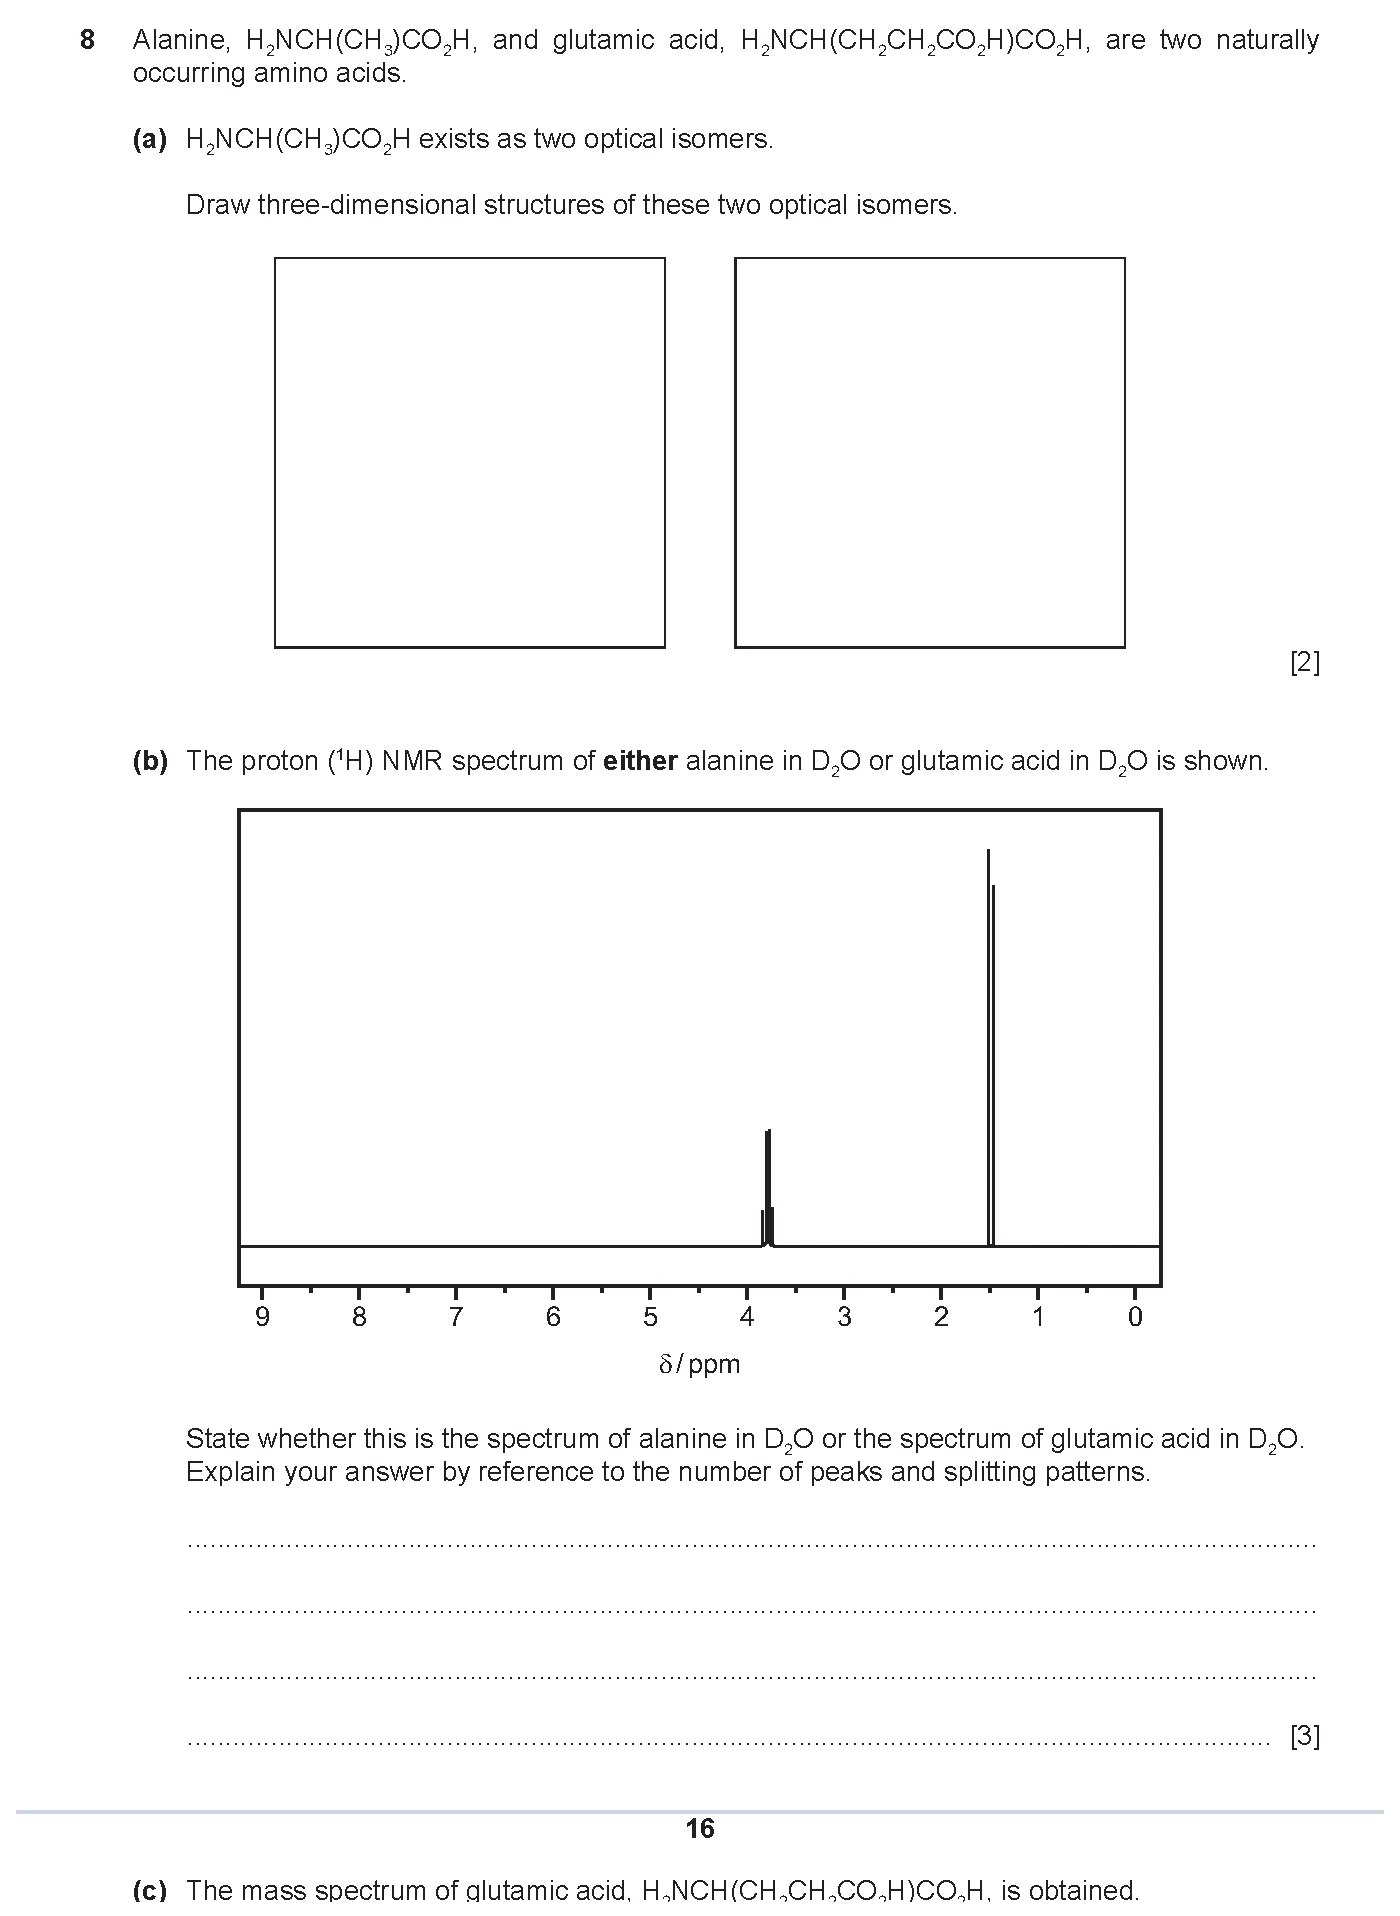 8 Alanine, H₂NCH(CH₃)CO₂H, and glutamic acid, H₂NCH(CH₂CH₂CO₂H)CO₂H, are two naturally
occurring amino acids.
(a) H₂NCH(CH₃)CO₂H exists as two optical isomers.
Draw three-dimensional structures of these two optical isomers.
[2]
(b) The proton (¹H) NMR spectrum of either alanine in D₂O or glutamic acid in D₂O is shown.
9 8 7 6 5 4 3 2 1 0
δ/ppm
State whether this is the spectrum of alanine in D₂O or the spectrum of glutamic acid in D₂O.
Explain your answer by reference to the number of peaks and splitting patterns.
[3]
16
(c) The mass spectrum of glutamic acid, H₂NCH(CH₂CH₂CO₂H)CO₂H, is obtained.